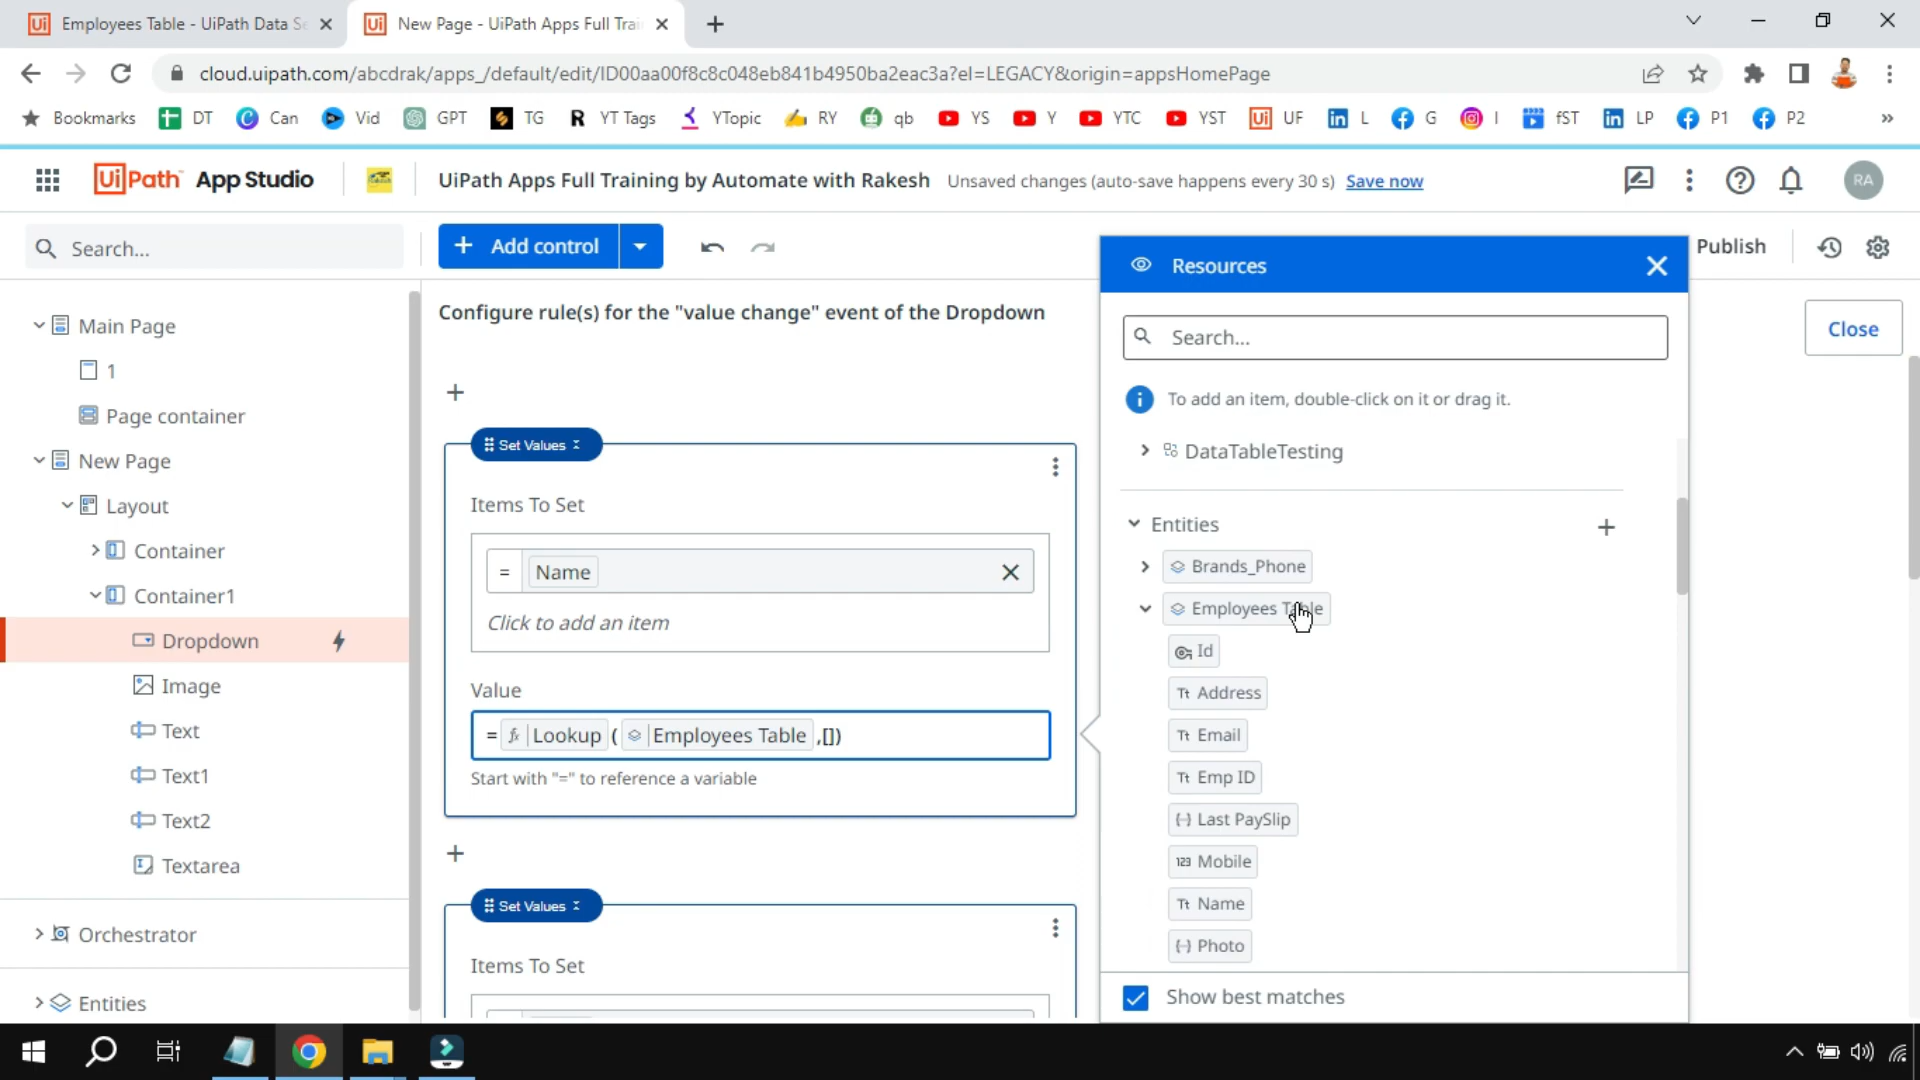 Employees Table - UiPath Data Se
New Page - UiPath Apps Full Trai
cloud.uipath.com/abcdrak/apps_/default/edit/ID00aa00f8c8c048eb841b4950ba2eac3a?el=LEGACY&origin=appsHomePage
Bookmarks DT Can Vid GPT TG YT Tags YTopic RY qb YS Y YTC YST UF L G I fST LP P1 P2 »
UiPath App Studio
UiPath Apps Full Training by Automate with Rakesh Unsaved changes (auto-save happens every 30 s) Save now
RA
Search...
Add control
Publish
Close
Main Page
1
Page container
New Page
Layout
Container
Container1
Dropdown
Image
Text
Text1
Text2
Textarea
Orchestrator
Entities
Configure rule(s) for the "value change" event of the Dropdown
Set Values
Items To Set
= Name
Click to add an item
Value
= fx Lookup ( Employees Table ,[])
Start with "=" to reference a variable
Set Values
Items To Set
Resources
Search...
To add an item, double-click on it or drag it.
DataTableTesting
Entities
Brands_Phone
Employees Table
Id
Tt Address
Tt Email
Tt Emp ID
Last PaySlip
123 Mobile
Tt Name
Photo
Show best matches